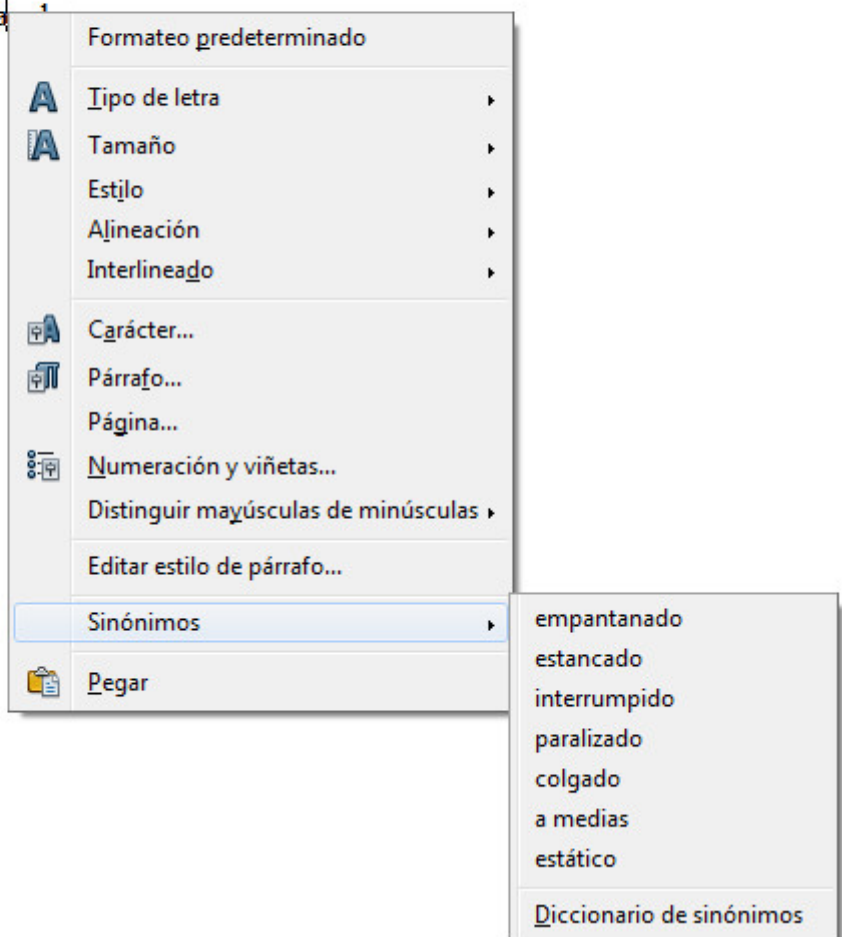 Formateo predeterminado
Tipo de letra
Tamaño
Estilo
Alineación
Interlineado
Carácter...
Párrafo...
Página...
Numeración y viñetas...
Distinguir mayúsculas de minúsculas
Editar estilo de párrafo...
Sinónimos
Pegar
empantanado
estancado
interrumpido
paralizado
colgado
a medias
estático
Diccionario de sinónimos